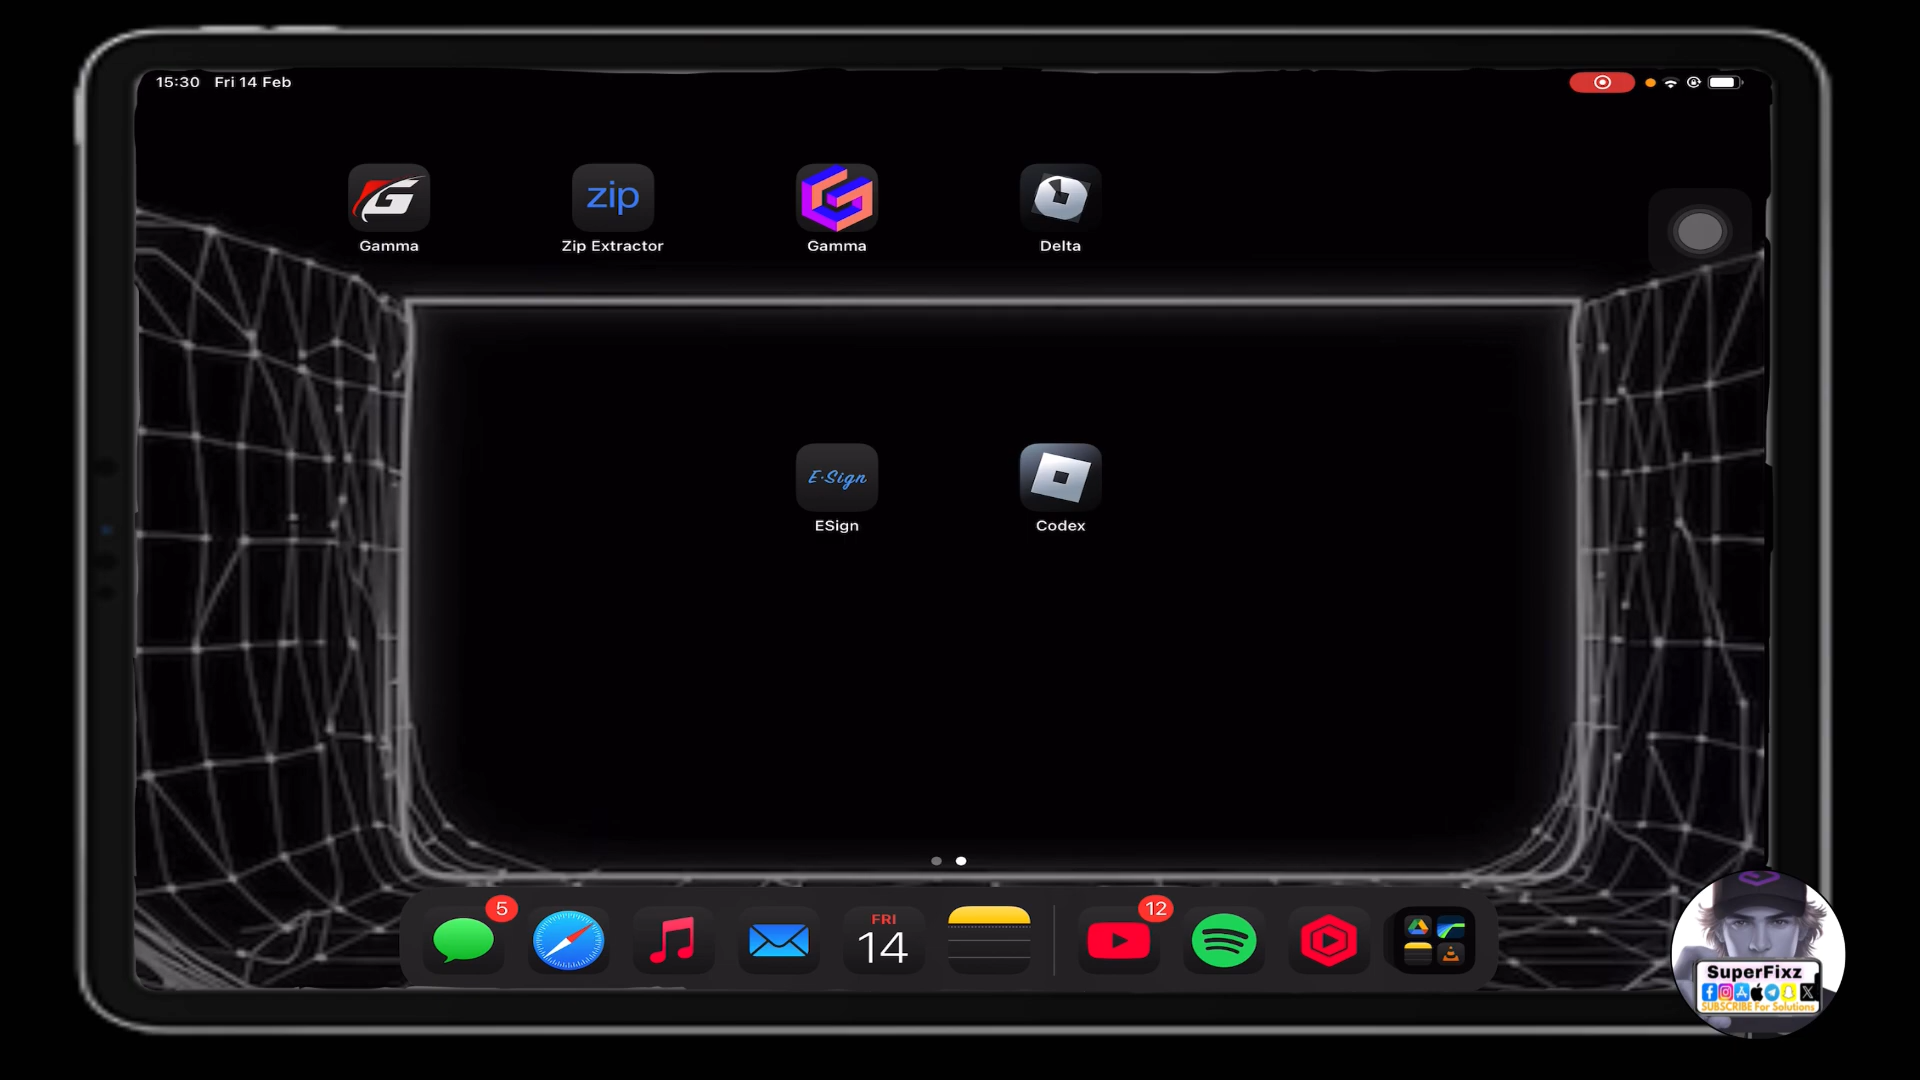 15:30 Fri 14 Feb
zip
Gamma
Zip Extractor
Gamma
Delta
E·Sign
ESign
Codex
5
FRI
14
12
SuperFixz
SUBSCRIBE For Solutions